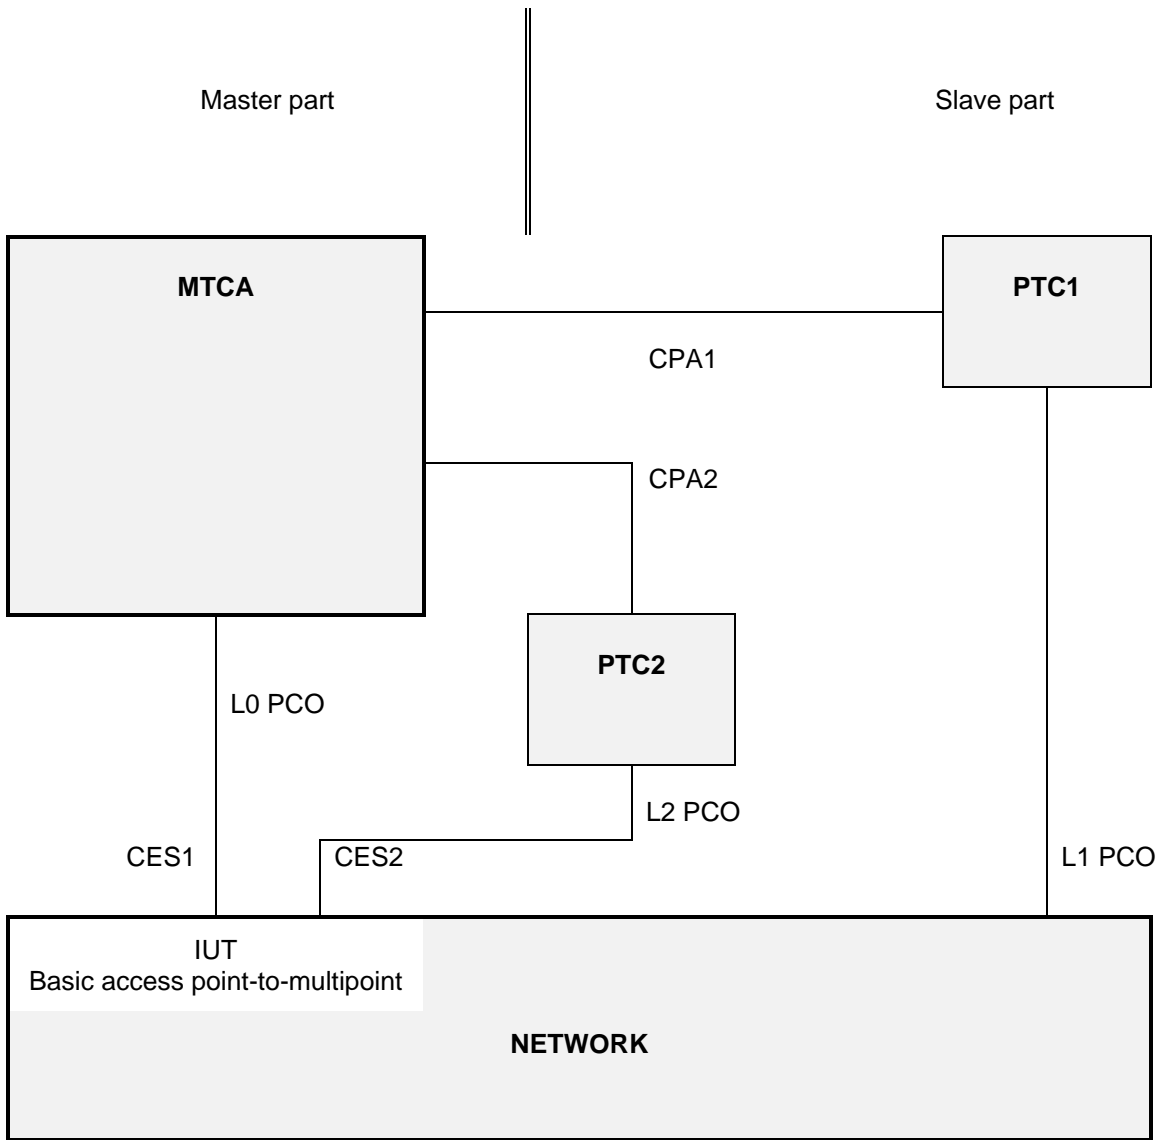 Master part
Slave part
MTCA
PTC1
CPA1
CPA2
PTC2
L0 PCO
L2 PCO
CES1
CES2
L1 PCO
IUT
Basic access point-to-multipoint
NETWORK